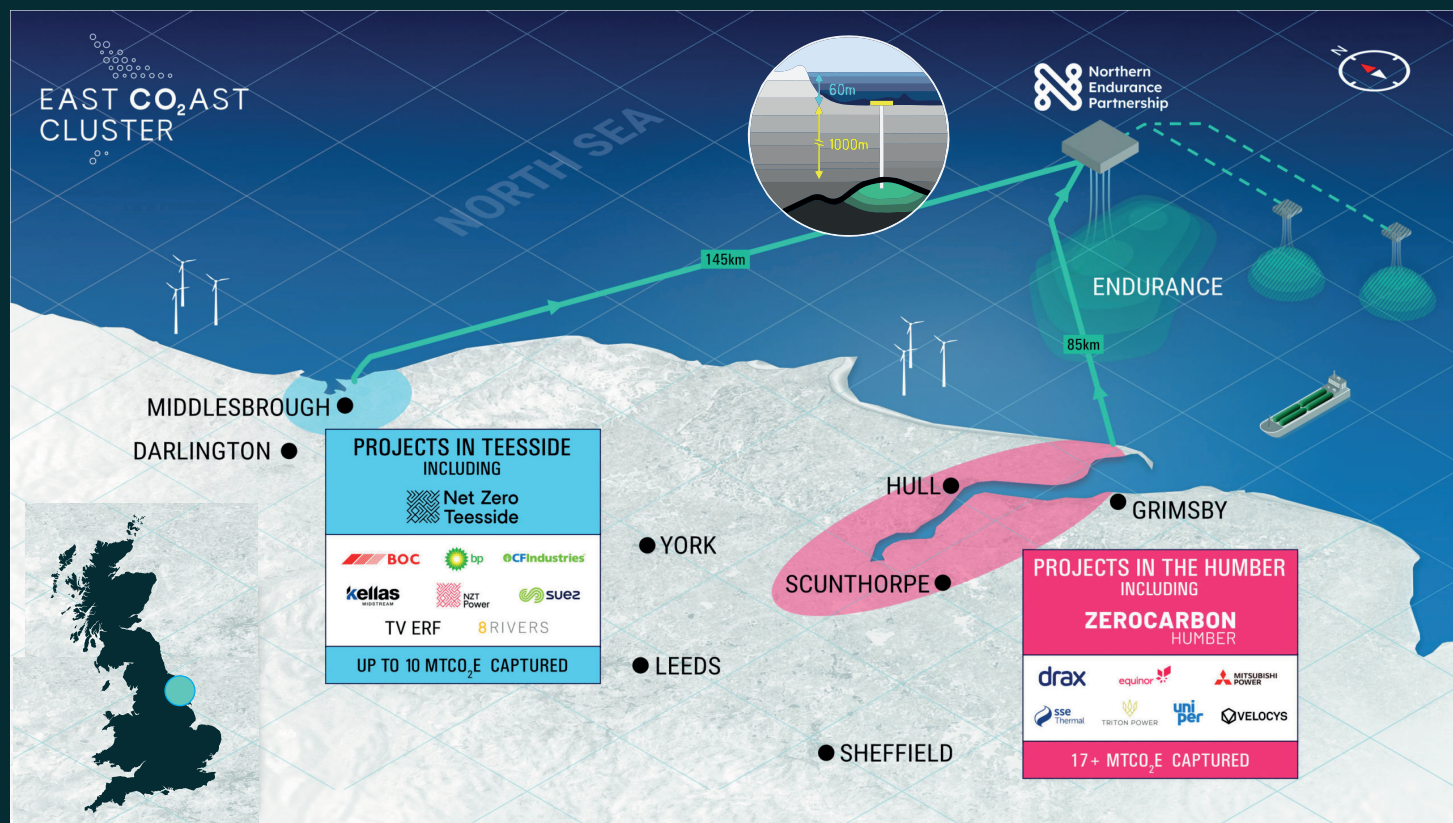 EAST CO₂AST
CLUSTER
NORTH SEA
60m
1000m
Northern
Endurance
Partnership
N
145km
ENDURANCE
85km
MIDDLESBROUGH
DARLINGTON
PROJECTS IN TEESSIDE
INCLUDING
Net Zero
Teesside
BOC
bp
CFIndustries
kellas
MIDSTREAM
NZT
Power
suez
TV ERF
8 RIVERS
UP TO 10 MTCO₂E CAPTURED
YORK
LEEDS
SHEFFIELD
HULL
GRIMSBY
SCUNTHORPE
PROJECTS IN THE HUMBER
INCLUDING
ZEROCARBON
HUMBER
drax
equinor
MITSUBISHI
POWER
sse
Thermal
TRITON POWER
uni
per
VELOCYS
17+ MTCO₂E CAPTURED